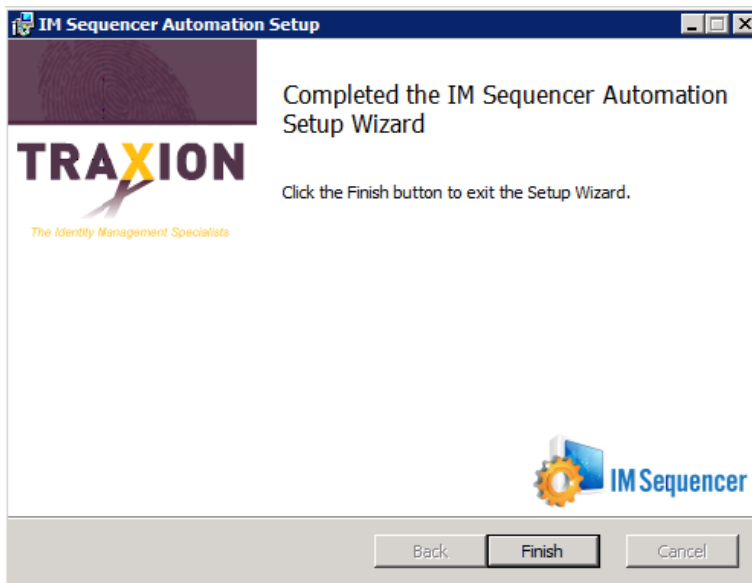 IM Sequencer Automation Setup
Completed the IM Sequencer Automation
Setup Wizard
TRAXION
The Identity Management Specialists
Click the Finish button to exit the Setup Wizard.
IM Sequencer
Back
Finish
Cancel